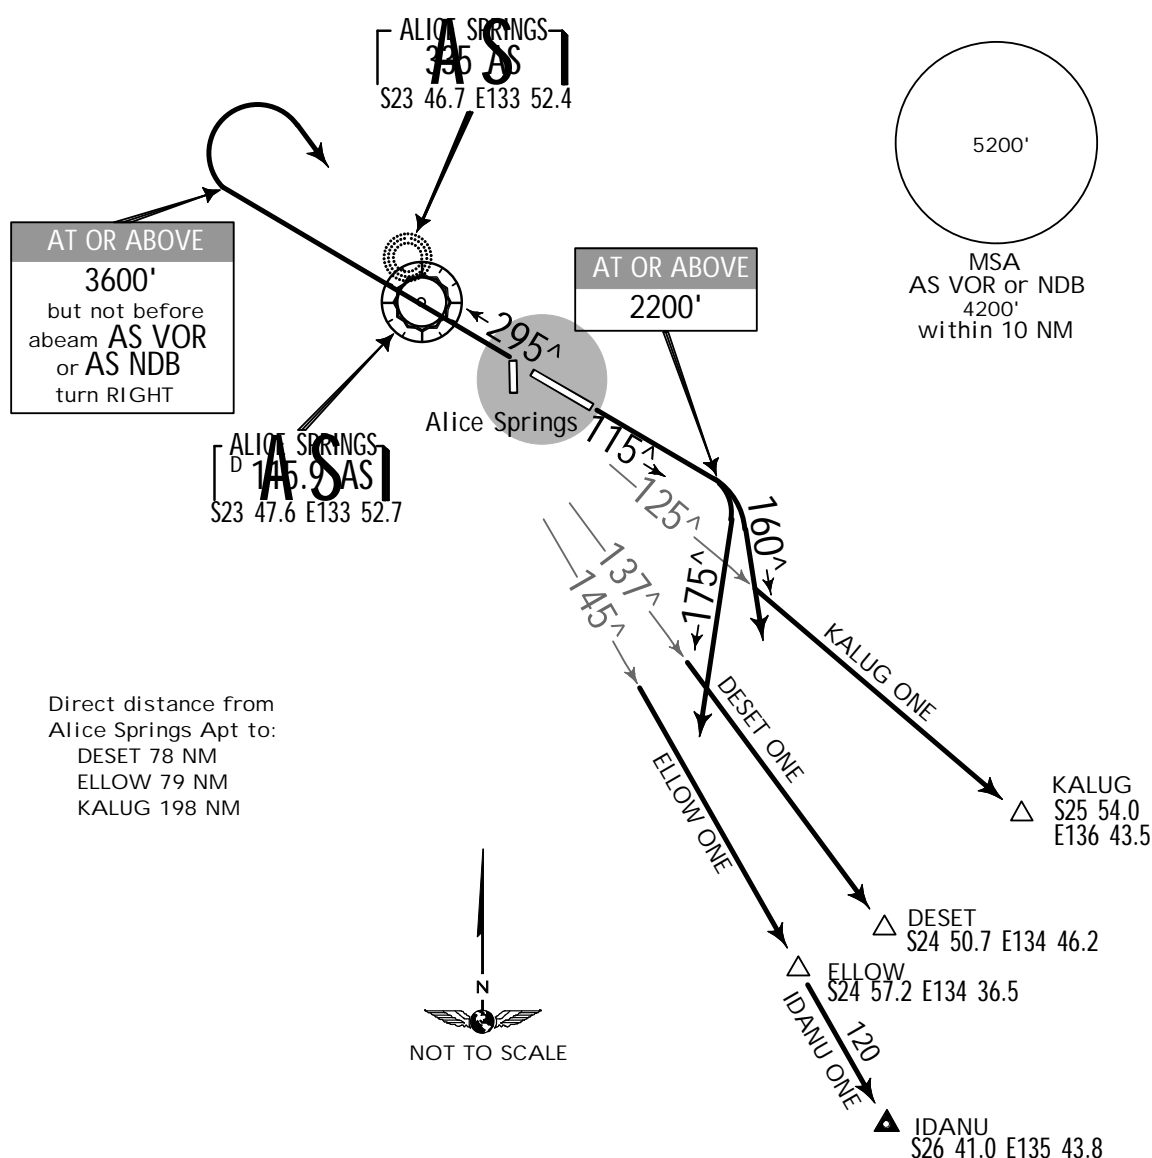 ALICE SPRINGS
335 AS
S23 46.7 E133 52.4
5200'
MSA
AS VOR or NDB
4200'
within 10 NM
AT OR ABOVE
3600'
but not before
abeam AS VOR
or AS NDB
turn RIGHT
AT OR ABOVE
2200'
295^
Alice Springs
115^
ALICE SPRINGS
D 115.9 AS
S23 47.6 E133 52.7
125^
160^
137^
175^
145^
KALUG ONE
DESET ONE
ELLOW ONE
Direct distance from
Alice Springs Apt to:
DESET 78 NM
ELLOW 79 NM
KALUG 198 NM
KALUG
S25 54.0
E136 43.5
DESET
S24 50.7 E134 46.2
ELLOW
S24 57.2 E134 36.5
N
NOT TO SCALE
120
IDANU ONE
IDANU
S26 41.0 E135 43.8